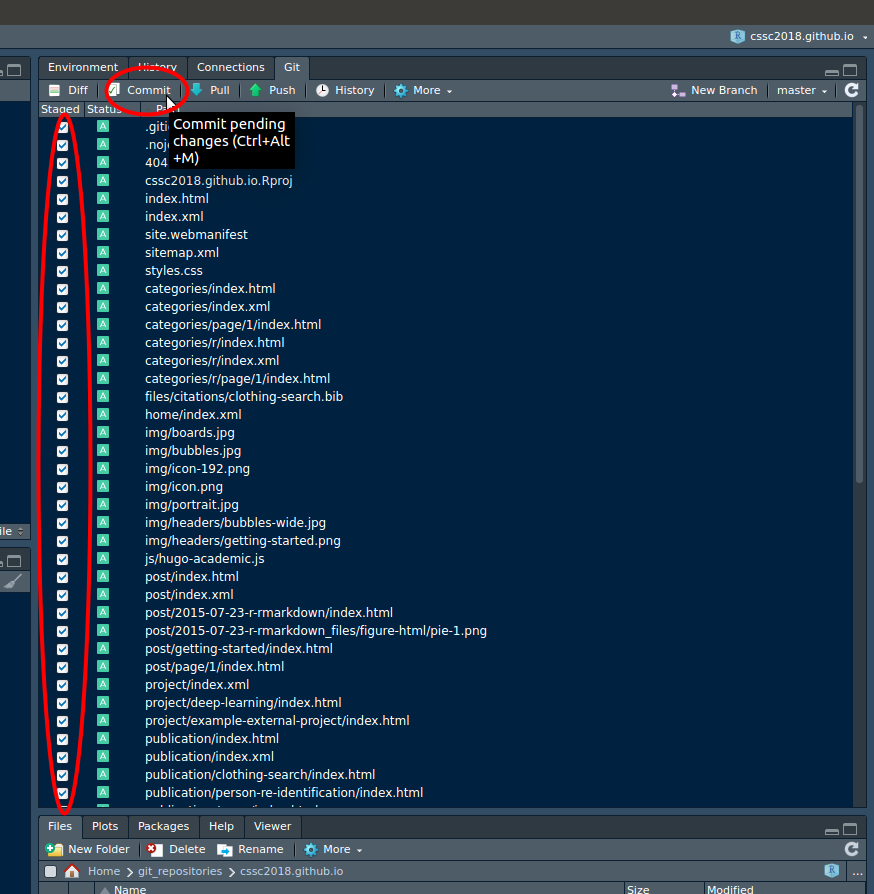 cssc2018.github.io
Environment History Connections Git
Diff Commit Pull Push History More New Branch master
Staged Status
.giti
Commit pending
changes (Ctrl+Alt
+M)
.noj
404
cssc2018.github.io.Rproj
index.html
index.xml
site.webmanifest
sitemap.xml
styles.css
categories/index.html
categories/index.xml
categories/page/1/index.html
categories/r/index.html
categories/r/index.xml
categories/r/page/1/index.html
files/citations/clothing-search.bib
home/index.xml
img/boards.jpg
img/bubbles.jpg
img/icon-192.png
img/icon.png
img/portrait.jpg
img/headers/bubbles-wide.jpg
img/headers/getting-started.png
js/hugo-academic.js
post/index.html
post/index.xml
post/2015-07-23-r-rmarkdown/index.html
post/2015-07-23-r-rmarkdown_files/figure-html/pie-1.png
post/getting-started/index.html
post/page/1/index.html
project/index.xml
project/deep-learning/index.html
project/example-external-project/index.html
publication/index.html
publication/index.xml
publication/clothing-search/index.html
publication/person-re-identification/index.html
ile
Files Plots Packages Help Viewer
New Folder Delete Rename More
Home git_repositories cssc2018.github.io ...
Name Size Modified